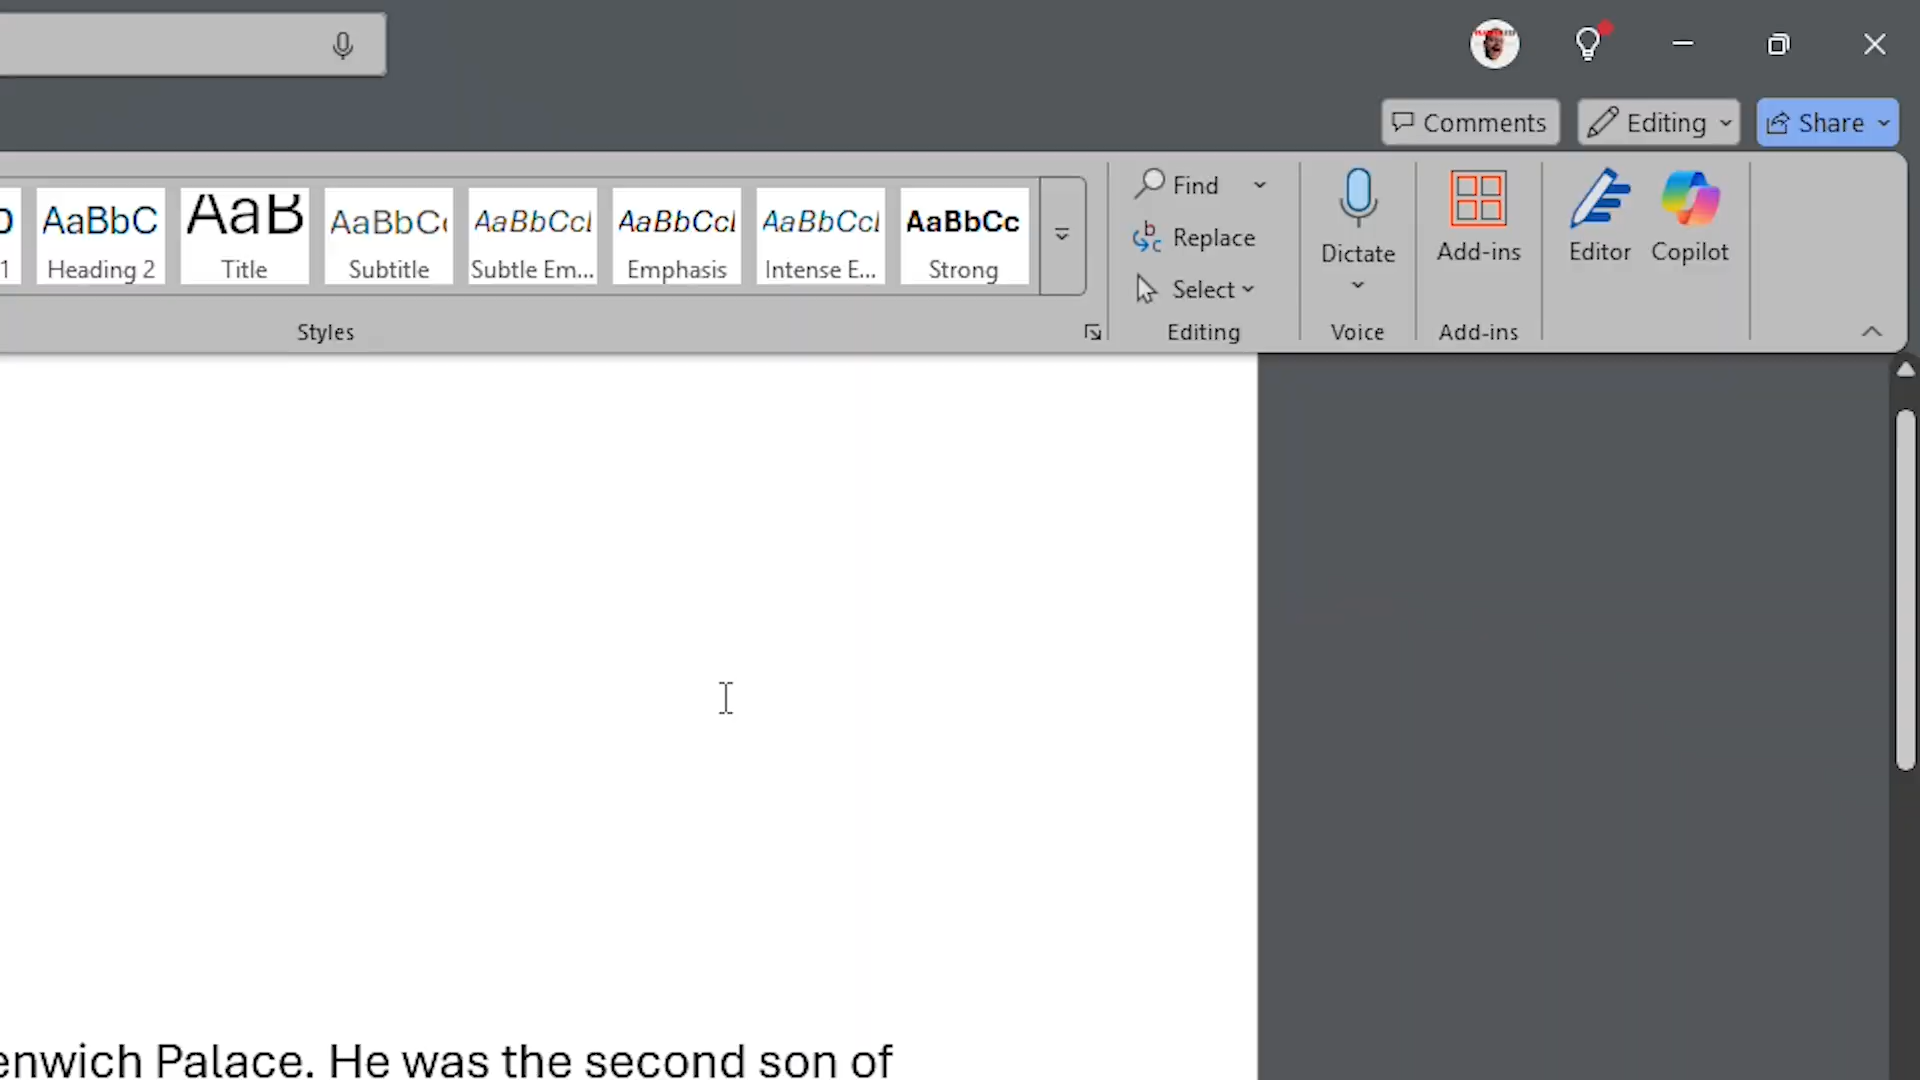 Comments Editing Share
AaBbC AaB AaBbC AaBbCcl AaBbCcl AaBbCcl AaBbCc
1 Heading 2 Title Subtitle Subtle Em... Emphasis Intense E... Strong
Find
Replace
Select
Dictate
Add-ins
Editor
Copilot
Styles Editing Voice Add-ins
enwich Palace. He was the second son of